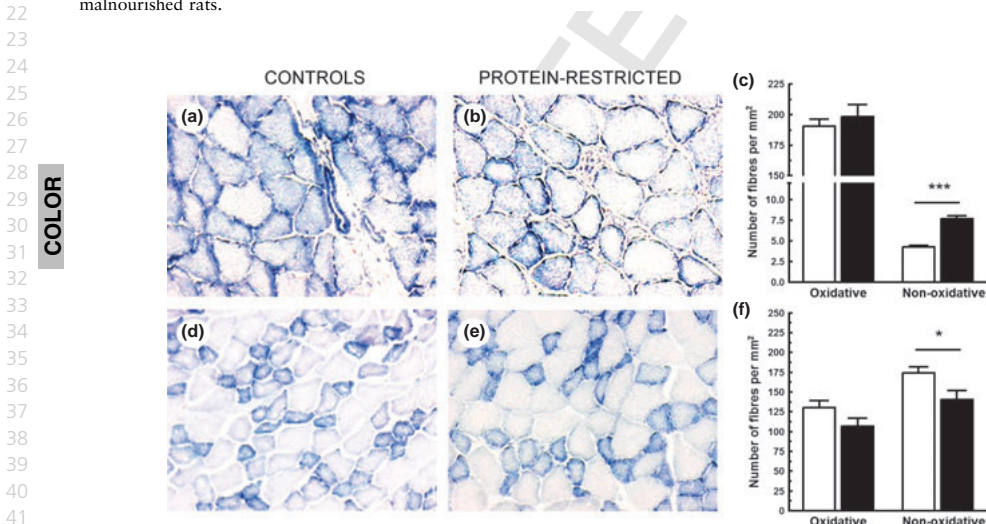 malnourished rats.
22
23
24
25
26
27
28
29
30
31
32
33
34
35
36
37
38
39
40
41
COLOR
CONTROLS
PROTEIN-RESTRICTED
(a)
(b)
(c)
Number of fibres per mm²
225
200
175
150
10.0
7.5
5.0
2.5
0
***
Oxidative
Non-oxidative
(d)
(e)
(f)
Number of fibres per mm²
250
225
200
175
150
125
100
75
50
25
0
*
Oxidative
Non-oxidative